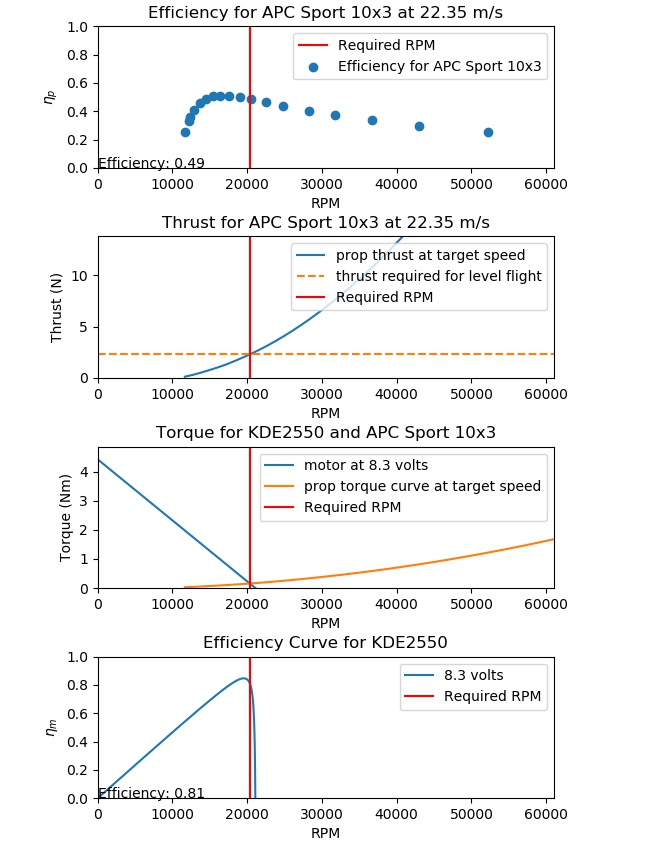 Efficiency for APC Sport 10x3 at 22.35 m/s
1.0
0.8
0.6
0.4
0.2
0.0
ηp
Required RPM
Efficiency for APC Sport 10x3
Efficiency: 0.49
0 10000 20000 30000 40000 50000 60000
RPM
Thrust for APC Sport 10x3 at 22.35 m/s
10
5
0
Thrust (N)
prop thrust at target speed
thrust required for level flight
Required RPM
0 10000 20000 30000 40000 50000 60000
RPM
Torque for KDE2550 and APC Sport 10x3
4
3
2
1
0
Torque (Nm)
motor at 8.3 volts
prop torque curve at target speed
Required RPM
0 10000 20000 30000 40000 50000 60000
RPM
Efficiency Curve for KDE2550
1.0
0.8
0.6
0.4
0.2
0.0
ηm
8.3 volts
Required RPM
Efficiency: 0.81
0 10000 20000 30000 40000 50000 60000
RPM